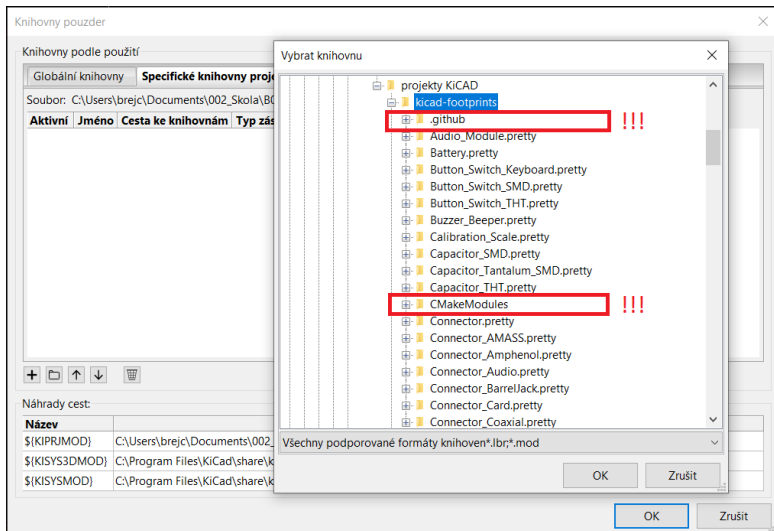 Knihovny pouzder
Knihovny podle použití
Globální knihovny Specifické knihovny proje
Soubor: C:\Users\brejc\Documents\002_Skola\B0
Aktivní Jméno Cesta ke knihovnám Typ zás
Vybrat knihovnu
projekty KiCAD
kicad-footprints
.github !!!
Audio_Module.pretty
Battery.pretty
Button_Switch_Keyboard.pretty
Button_Switch_SMD.pretty
Button_Switch_THT.pretty
Buzzer_Beeper.pretty
Calibration_Scale.pretty
Capacitor_SMD.pretty
Capacitor_Tantalum_SMD.pretty
Capacitor_THT.pretty
CMakeModules !!!
Connector.pretty
Connector_AMASS.pretty
Connector_Amphenol.pretty
Connector_Audio.pretty
Connector_BarrelJack.pretty
Connector_Card.pretty
Connector_Coaxial.pretty
Všechny podporované formáty knihoven*.lbr;*.mod
OK Zrušit
Náhrady cest:
Název
${KIPRJMOD} C:\Users\brejc\Documents\002_
${KISYS3DMOD} C:\Program Files\KiCad\share\k
${KISYSMOD} C:\Program Files\KiCad\share\k
OK Zrušit